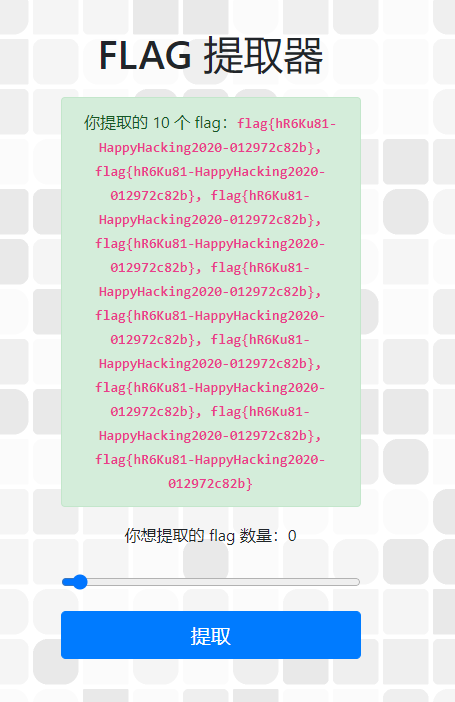 FLAG 提取器
你提取的 10 个 flag：flag{hR6Ku81-
HappyHacking2020-012972c82b},
flag{hR6Ku81-HappyHacking2020-
012972c82b}, flag{hR6Ku81-
HappyHacking2020-012972c82b},
flag{hR6Ku81-HappyHacking2020-
012972c82b}, flag{hR6Ku81-
HappyHacking2020-012972c82b},
flag{hR6Ku81-HappyHacking2020-
012972c82b}, flag{hR6Ku81-
HappyHacking2020-012972c82b},
flag{hR6Ku81-HappyHacking2020-
012972c82b}, flag{hR6Ku81-
HappyHacking2020-012972c82b},
flag{hR6Ku81-HappyHacking2020-
012972c82b}
你想提取的 flag 数量：0
提取